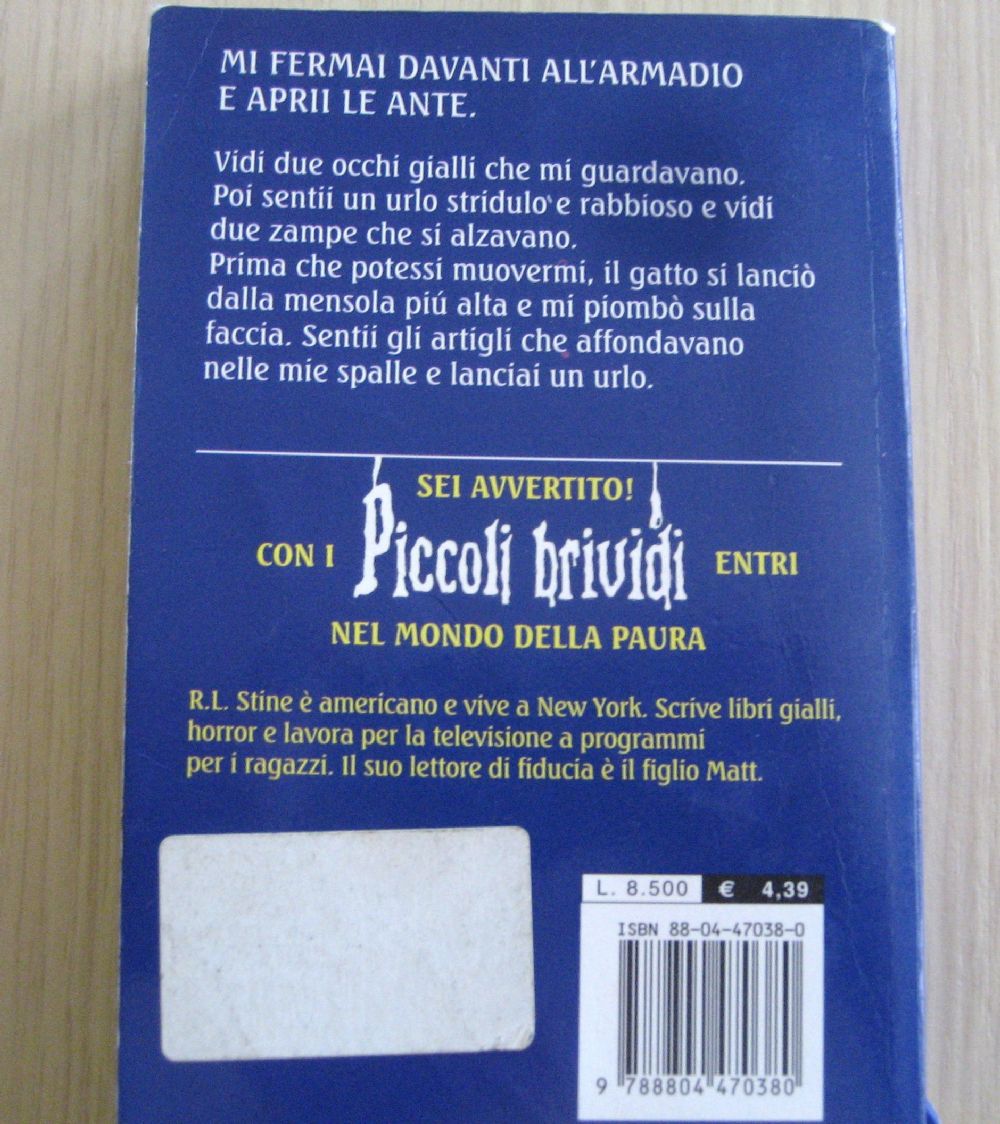 MI FERMAI DAVANTI ALL'ARMADIO
E APRII LE ANTE.
Vidi due occhi gialli che mi guardavano.
Poi sentii un urlo stridulo e rabbioso e vidi
due zampe che si alzavano.
Prima che potessi muovermi, il gatto si lanciò
dalla mensola piú alta e mi piombò sulla
faccia. Sentii gli artigli che affondavano
nelle mie spalle e lanciai un urlo.
SEI AVVERTITO!
CON I Piccoli brividi ENTRI
NEL MONDO DELLA PAURA
R.L. Stine è americano e vive a New York. Scrive libri gialli,
horror e lavora per la televisione a programmi
per i ragazzi. Il suo lettore di fiducia è il figlio Matt.
L. 8.500 € 4,39
ISBN 88-04-47038-0
9 788804 470380